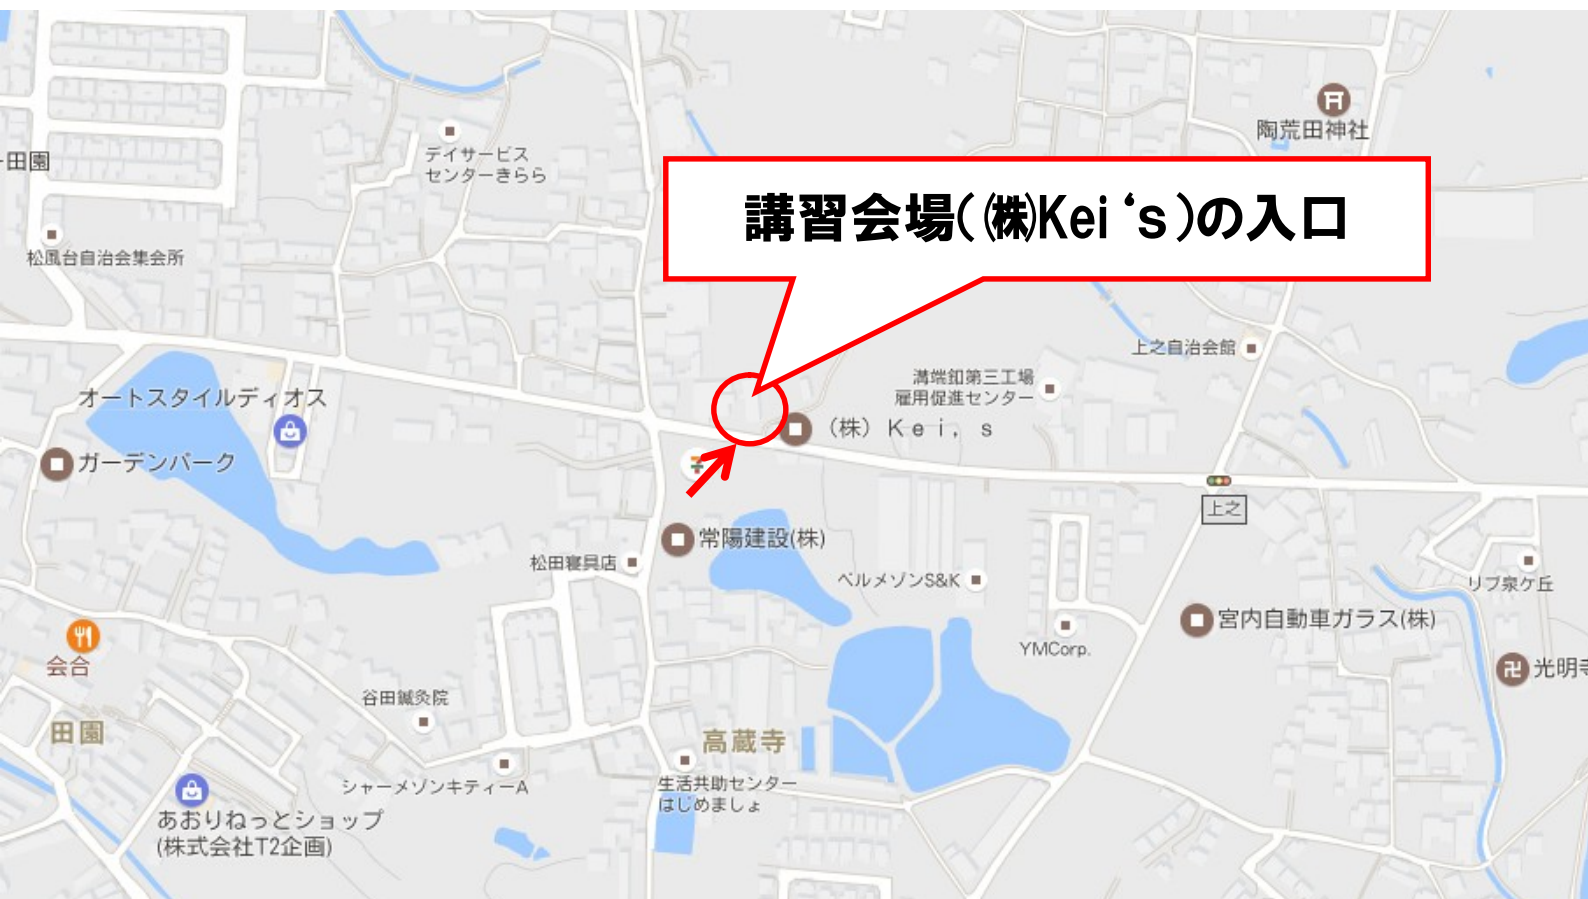 陶荒田神社
デイサービス
センターきらら
田園
講習会場(㈱Kei‘s)の入口
松風台自治会集会所
上之自治会館
溝端釦第三工場
雇用促進センター
オートスタイルディオス
(株) Kei, s
ガーデンパーク
上之
常陽建設(株)
松田寝具店
ベルメゾンS&K
リブ泉ケ丘
宮内自動車ガラス(株)
YMCorp.
会合
光明寺
谷田鍼灸院
田園
高蔵寺
シャーメゾンキティーA
生活共助センター
はじめましょ
あおりねっとショップ
(株式会社T2企画)